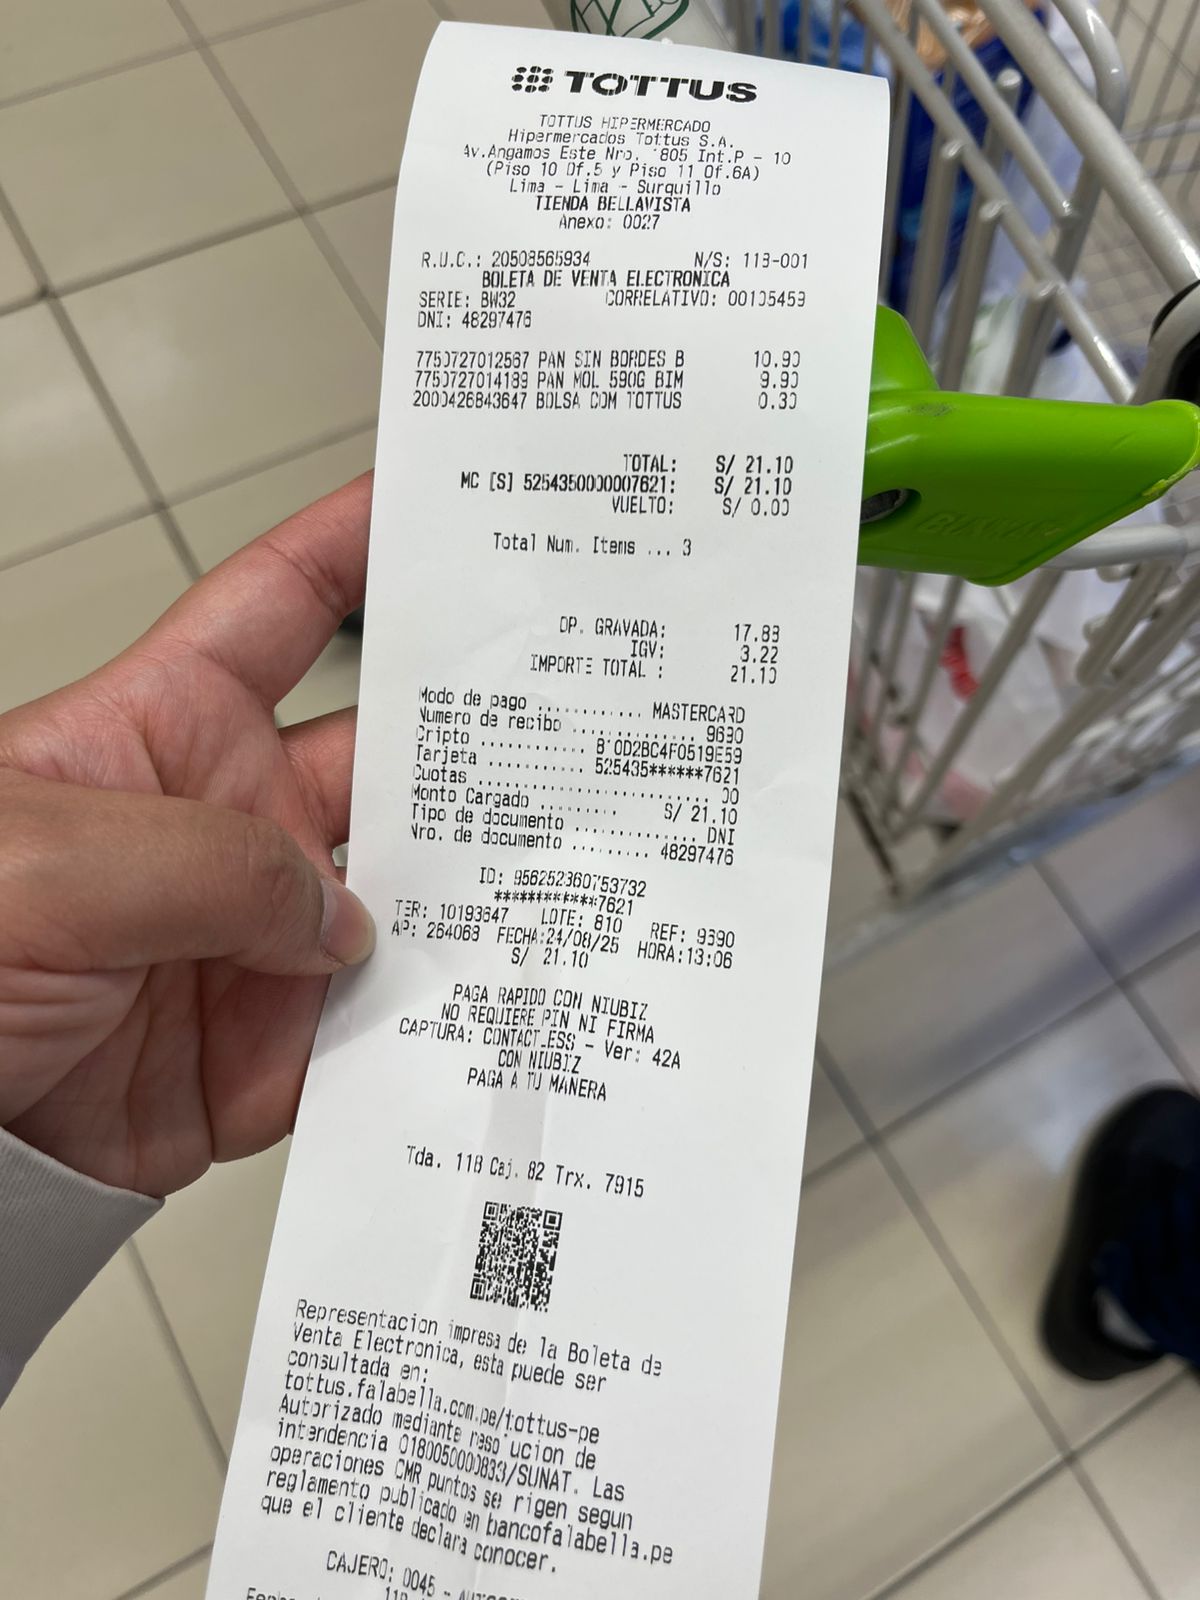 TOTTUS
TOTTUS HIPERMERCADO
Hipermercados Tottus S.A.
Av.Angamos Este Nro. 1805 Int.P - 10
(Piso 10 Of.5 y Piso 11 Of.6A)
Lima - Lima - Surquillo
TIENDA BELLAVISTA
Anexo: 0027
R.U.C.: 20508565934 N/S: 118-001
BOLETA DE VENTA ELECTRONICA
SERIE: BW32 CORRELATIVO: 00105459
DNI: 48297476
7750727012567 PAN SIN BORDES B 10.90
7750727014189 PAN MOL 590G BIM 9.90
2000426843647 BOLSA COM TOTTUS 0.30
TOTAL: S/ 21.10
MC [S] 5254350000007621: S/ 21.10
VUELTO: S/ 0.00
Total Num. Items ... 3
OP. GRAVADA: 17.88
IGV: 3.22
IMPORTE TOTAL : 21.10
Modo de pago ............. MASTERCARD
Numero de recibo ............... 9690
Cripto ........... 810D2BC4F0519E59
Tarjeta ........... 525435******7621
Cuotas .......................... 00
Monto Cargado ......... S/ 21.10
Tipo de documento .............. DNI
Nro. de documento ......... 48297476
ID: 956252360753732
************7621
TER: 10193647 LOTE: 810 REF: 9390
AP: 264068 FECHA:24/08/25 HORA:13:06
S/ 21.10
PAGA RAPIDO CON NIUBIZ
NO REQUIERE PIN NI FIRMA
CAPTURA: CONTACTLESS - Ver: 42A
CON NIUBIZ
PAGA A TU MANERA
Tda. 118 Caj. 82 Trx. 7915
Representacion impresa de la Boleta de
Venta Electronica, esta puede ser
consultada en:
tottus.falabella.com.pe/tottus-pe
Autorizado mediante resolucion de
intendencia 0180050000833/SUNAT. Las
operaciones CMR puntos se rigen segun
reglamento publicado en bancofalabella.pe
que el cliente declara conocer.
CAJERO: 0045 -